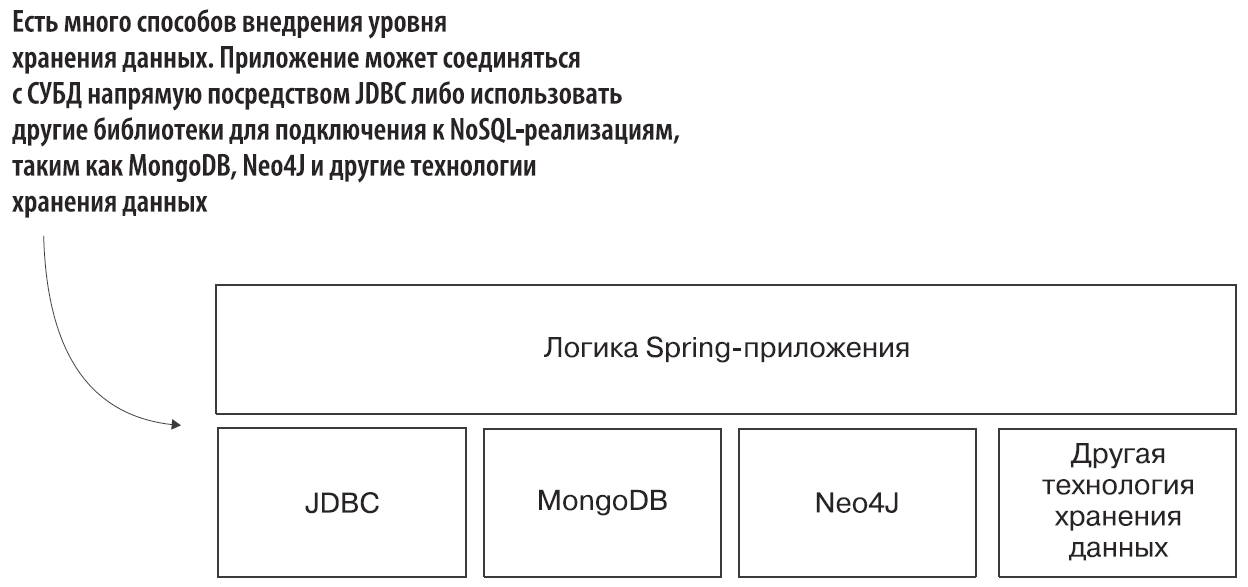 Есть много способов внедрения уровня
хранения данных. Приложение может соединяться
с СУБД напрямую посредством JDBC либо использовать
другие библиотеки для подключения к NoSQL-реализациям,
таким как MongoDB, Neo4J и другие технологии
хранения данных
Логика Spring-приложения
JDBC
MongoDB
Neo4J
Другая
технология
хранения
данных